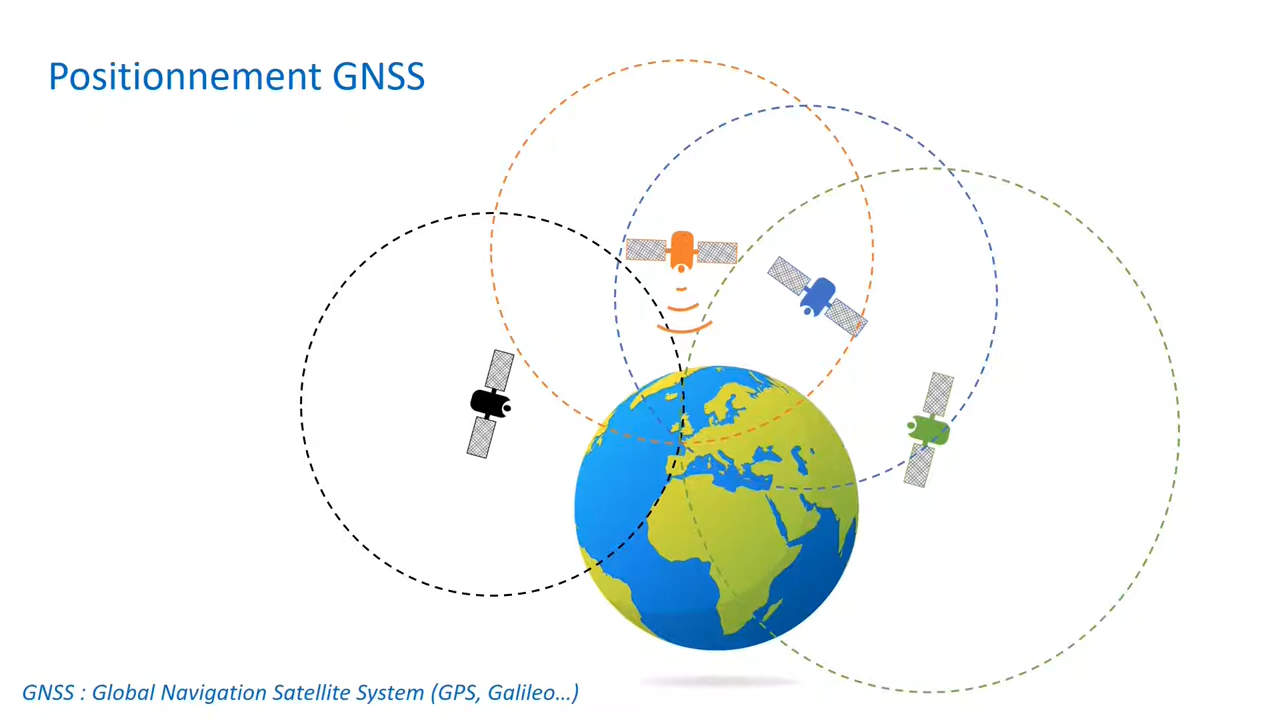 Positionnement GNSS
GNSS : Global Navigation Satellite System (GPS, Galileo...)